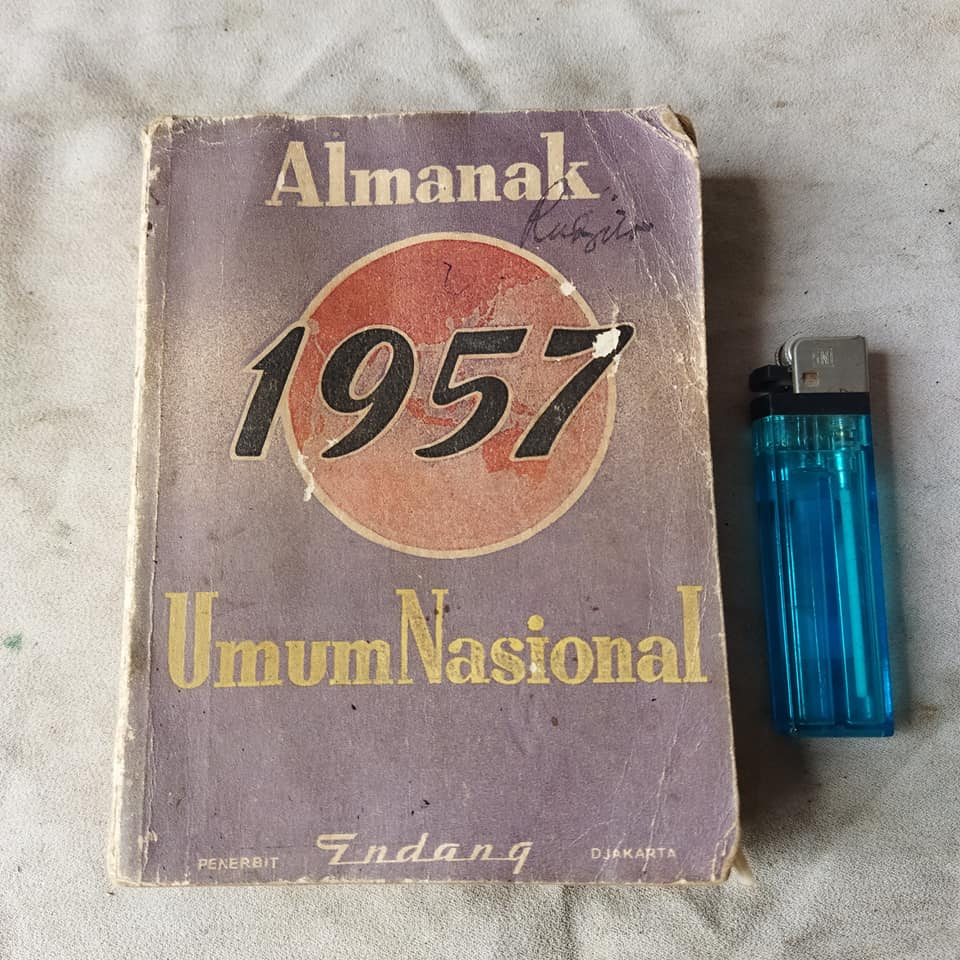 Almanak
1957
Umum Nasional
PENERBIT Endang DJAKARTA